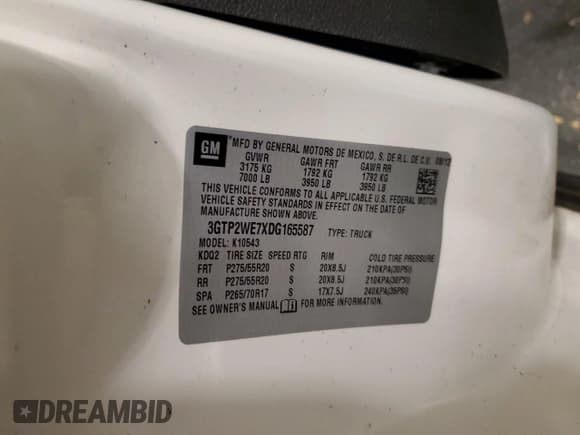 GM
MFD BY GENERAL MOTORS DE MEXICO, S. DE R.L. DE C.V. 09/12
GVWR GAWR FRT GAWR RR
3175 KG 1792 KG 1792 KG
7000 LB 3950 LB 3950 LB
THIS VEHICLE CONFORMS TO ALL APPLICABLE U.S. FEDERAL MOTOR
VEHICLE SAFETY STANDARDS IN EFFECT ON THE DATE OF
MANUFACTURE SHOWN ABOVE.
3GTP2WE7XDG165587 TYPE: TRUCK
MODEL: K10543
KDQ2 TIRE SIZE SPEED RTG RIM COLD TIRE PRESSURE
FRT P275/55R20 S 20X8.5J 210KPA(30PSI)
RR P275/55R20 S 20X8.5J 210KPA(30PSI)
SPA P265/70R17 S 17X7.5J 240KPA(35PSI)
SEE OWNER'S MANUAL FOR MORE INFORMATION.
DREAMBID